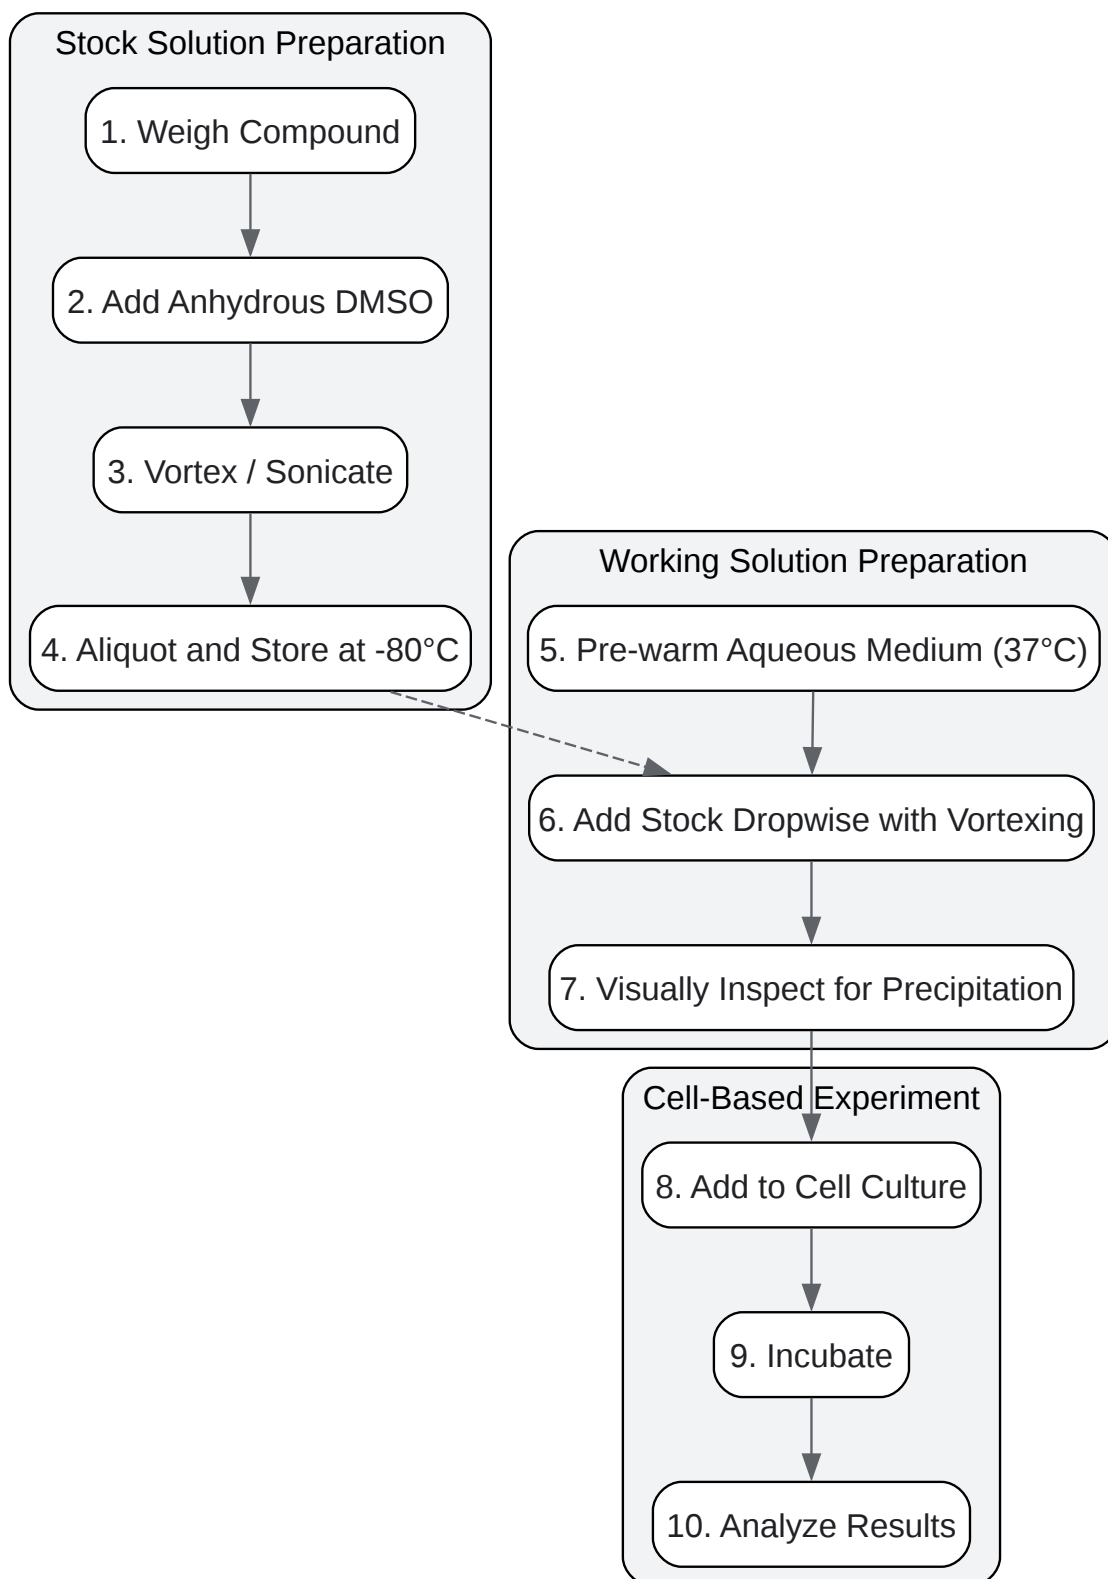 Stock Solution Preparation
1. Weigh Compound
2. Add Anhydrous DMSO
3. Vortex / Sonicate
4. Aliquot and Store at -80°C
Working Solution Preparation
5. Pre-warm Aqueous Medium (37°C)
6. Add Stock Dropwise with Vortexing
7. Visually Inspect for Precipitation
Cell-Based Experiment
8. Add to Cell Culture
9. Incubate
10. Analyze Results